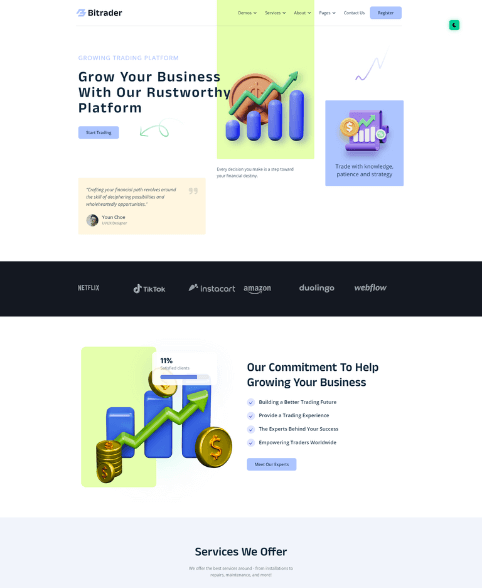 Bitrader
Demos
Services
About
Pages
Contact Us
Register
GROWING TRADING PLATFORM
Grow Your Business
With Our Rustworthy
Platform
Start Trading
Every decision you make is a step toward
your financial destiny.
Trade with knowledge,
patience and strategy
"Crafting your financial path revolves around
the skill of deciphering possibilities and
wholeheartedly opportunities."
Youn Choe
NETFLIX
TikTok
instacart
amazon
duolingo
webflow
11%
Satisfied clients
Our Commitment To Help
Growing Your Business
Building a Better Trading Future
Provide a Trading Experience
The Experts Behind Your Success
Empowering Traders Worldwide
Meet Our Experts
Services We Offer
We offer the best services around - from installations to
repairs, maintenance, and more!